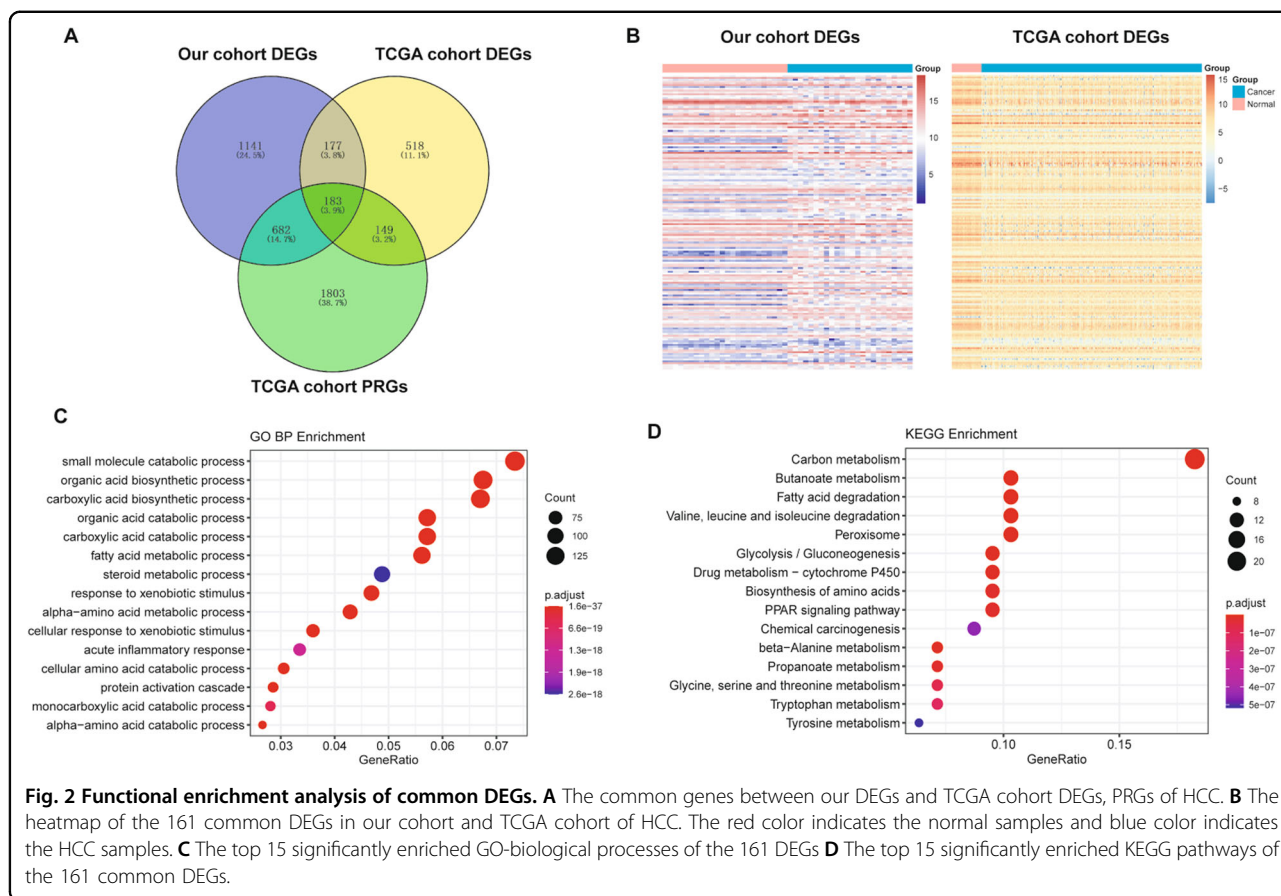 A
Our cohort DEGs
TCGA cohort DEGs
1141
(24.5%)
177
(3.8%)
518
(11.1%)
183
(3.9%)
682
(14.7%)
149
(3.2%)
1803
(38.7%)
TCGA cohort PRGs
B
Our cohort DEGs
TCGA cohort DEGs
Group
15
10
5
15
10
5
0
−5
Group
Cancer
Normal
C
GO BP Enrichment
small molecule catabolic process
organic acid biosynthetic process
carboxylic acid biosynthetic process
organic acid catabolic process
carboxylic acid catabolic process
fatty acid metabolic process
steroid metabolic process
response to xenobiotic stimulus
alpha−amino acid metabolic process
cellular response to xenobiotic stimulus
acute inflammatory response
cellular amino acid catabolic process
protein activation cascade
monocarboxylic acid catabolic process
alpha−amino acid catabolic process
0.03 0.04 0.05 0.06 0.07
GeneRatio
Count
75
100
125
p.adjust
1.6e−37
6.6e−19
1.3e−18
1.9e−18
2.6e−18
D
KEGG Enrichment
Carbon metabolism
Butanoate metabolism
Fatty acid degradation
Valine, leucine and isoleucine degradation
Peroxisome
Glycolysis / Gluconeogenesis
Drug metabolism − cytochrome P450
Biosynthesis of amino acids
PPAR signaling pathway
Chemical carcinogenesis
beta−Alanine metabolism
Propanoate metabolism
Glycine, serine and threonine metabolism
Tryptophan metabolism
Tyrosine metabolism
0.10 0.15
GeneRatio
Count
8
12
16
20
p.adjust
1e−07
2e−07
3e−07
4e−07
5e−07
Fig. 2 Functional enrichment analysis of common DEGs. A The common genes between our DEGs and TCGA cohort DEGs, PRGs of HCC. B The
heatmap of the 161 common DEGs in our cohort and TCGA cohort of HCC. The red color indicates the normal samples and blue color indicates
the HCC samples. C The top 15 significantly enriched GO-biological processes of the 161 DEGs D The top 15 significantly enriched KEGG pathways of
the 161 common DEGs.